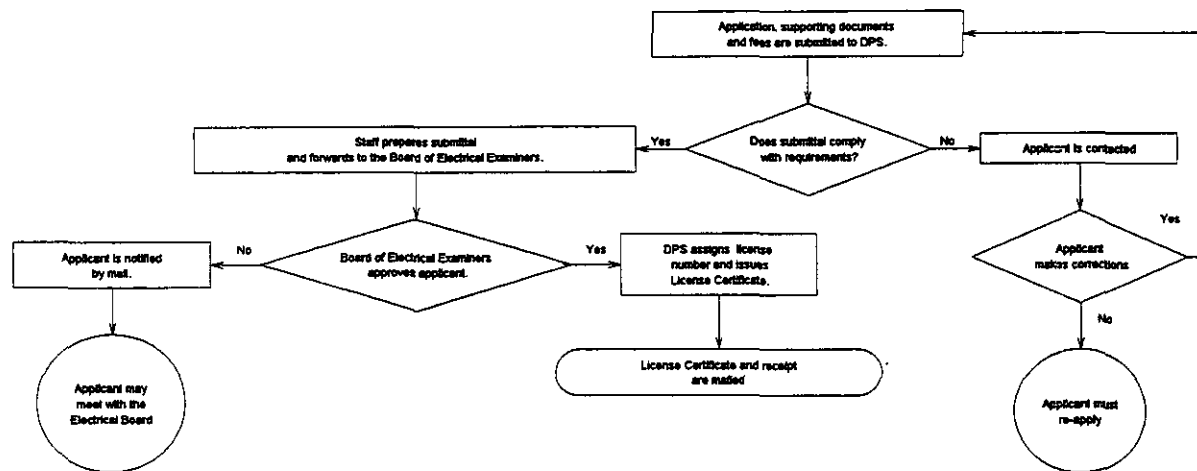 Application, supporting documents
and fees are submitted to DPS.
Staff prepares submittal
and forwards to the Board of Electrical Examiners.
Yes
Does submittal comply
with requirements?
No
Applicant is contacted
Applicant is notified
by mail.
No
Board of Electrical Examiners
approves applicant.
Yes
DPS assigns license
number and issues
License Certificate.
Applicant
makes corrections
Yes
No
License Certificate and receipt
are mailed
Applicant may
meet with the
Electrical Board
Applicant must
re-apply